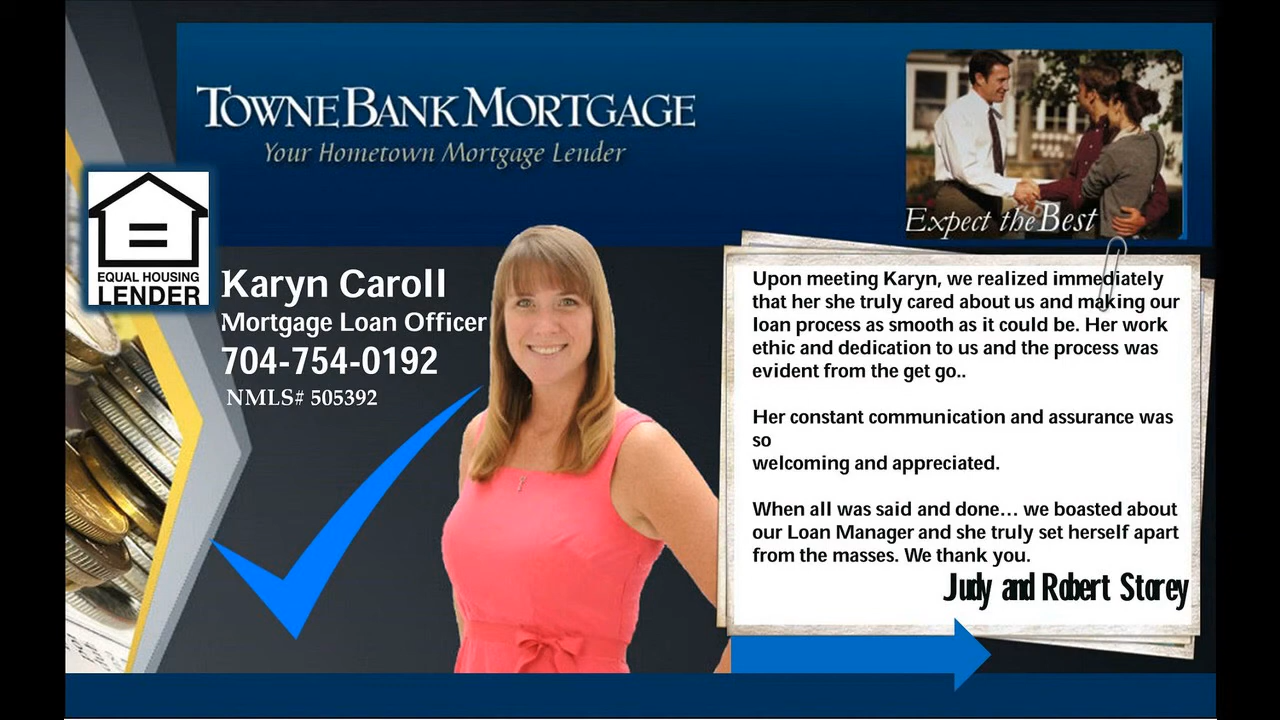 TOWNEBANK MORTGAGE
Your Hometown Mortgage Lender
Expect the Best
EQUAL HOUSING
LENDER
Karyn Caroll
Mortgage Loan Officer
704-754-0192
NMLS# 505392
Upon meeting Karyn, we realized immediately
that her she truly cared about us and making our
loan process as smooth as it could be. Her work
ethic and dedication to us and the process was
evident from the get go..
Her constant communication and assurance was
so
welcoming and appreciated.
When all was said and done... we boasted about
our Loan Manager and she truly set herself apart
from the masses. We thank you.
Judy and Robert Storey